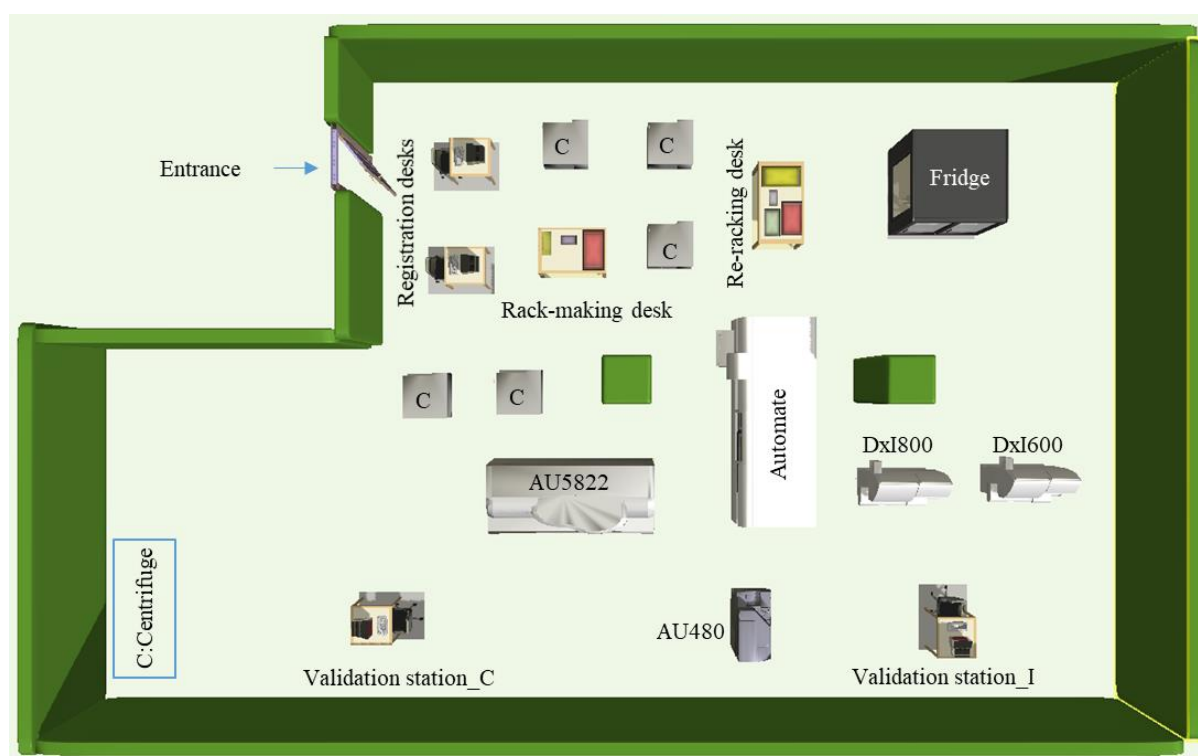 Entrance
Registration desks
C
C
C
Re-racking desk
Fridge
Rack-making desk
C
C
Automate
AU5822
DxI800
DxI600
C:Centrifuge
AU480
Validation station_C
Validation station_I